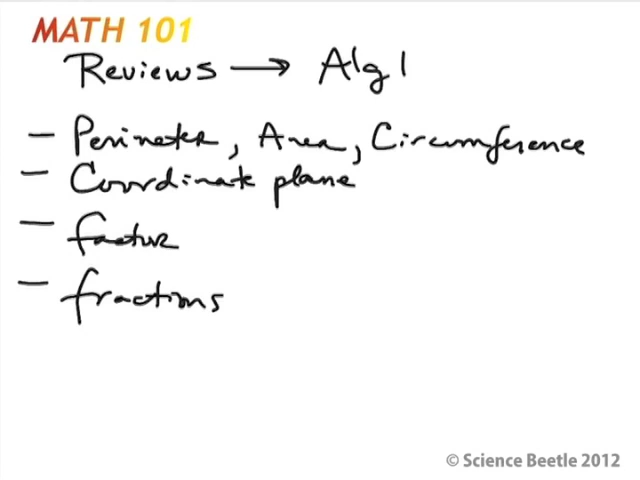 MATH 101
Reviews → Alg 1
- Perimeter, Area, Circumference
- Coordinate plane
- factor
- fractions
© Science Beetle 2012